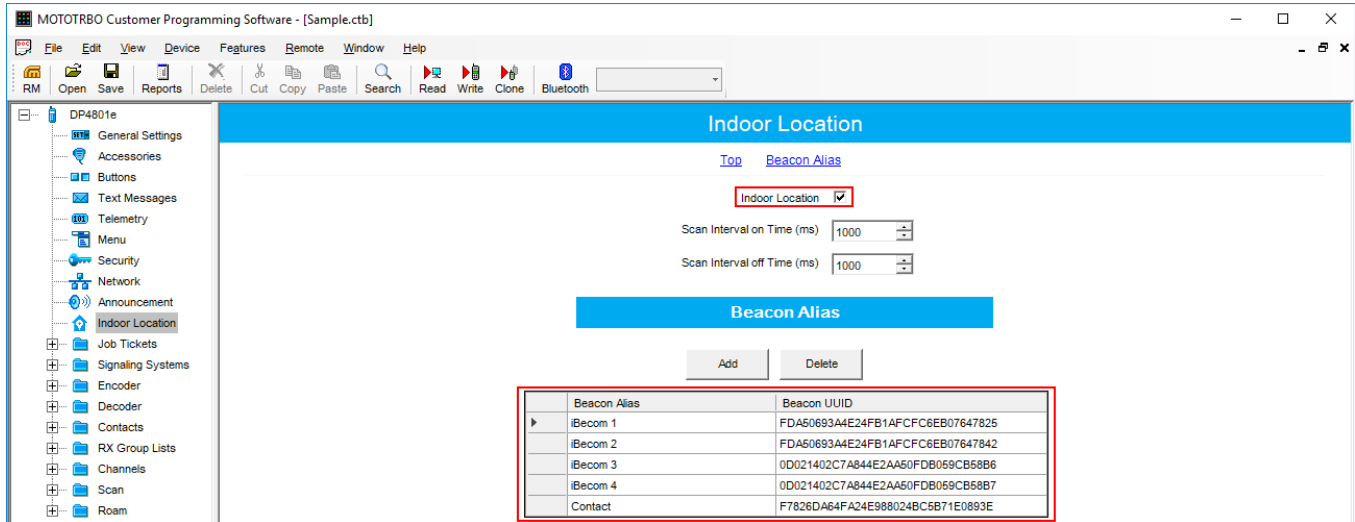 MOTOTRBO Customer Programming Software - [Sample.ctb]
File Edit View Device Features Remote Window Help
RM Open Save Reports Delete Cut Copy Paste Search Read Write Clone Bluetooth
DP4801e
General Settings
Accessories
Buttons
Text Messages
Telemetry
Menu
Security
Network
Announcement
Indoor Location
Job Tickets
Signaling Systems
Encoder
Decoder
Contacts
RX Group Lists
Channels
Scan
Roam
Indoor Location
Top Beacon Alias
Indoor Location
Scan Interval on Time (ms) 1000
Scan Interval off Time (ms) 1000
Beacon Alias
Add Delete
Beacon Alias Beacon UUID
iBecom 1 FDA50693A4E24FB1AFCFC6EB07647825
iBecom 2 FDA50693A4E24FB1AFCFC6EB07647842
iBecom 3 0D021402C7A844E2AA50FDB059CB58B6
iBecom 4 0D021402C7A844E2AA50FDB059CB58B7
Contact F7826DA64FA24E988024BC5B71E0893E